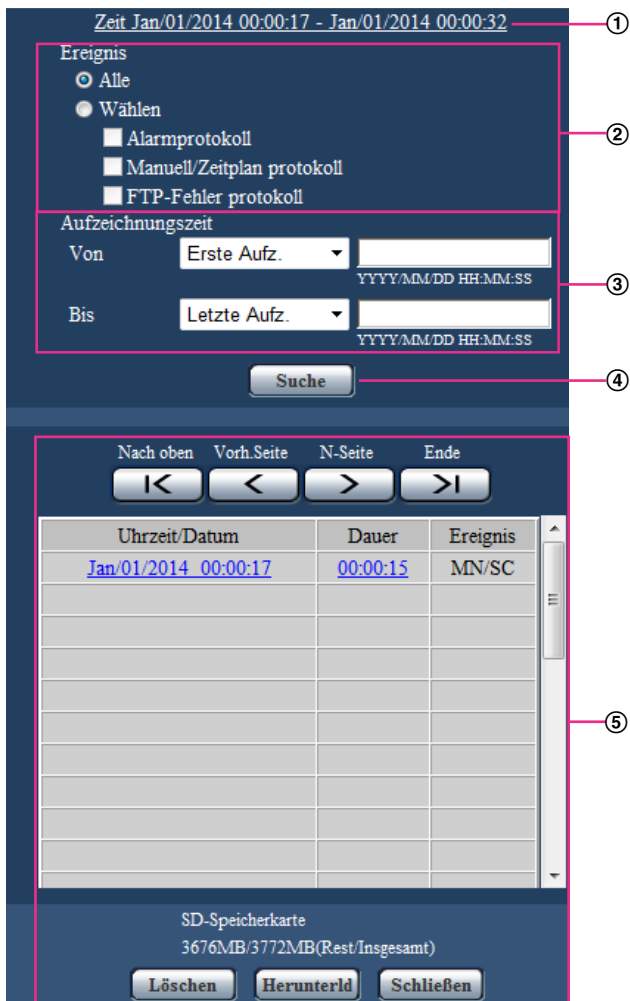 Zeit Jan/01/2014 00:00:17 - Jan/01/2014 00:00:32 ①
Ereignis
Alle
Wählen
Alarmprotokoll ②
Manuell/Zeitplan protokoll
FTP-Fehler protokoll
Aufzeichnungszeit
Von Erste Aufz.
YYYY/MM/DD HH:MM:SS ③
Bis Letzte Aufz.
YYYY/MM/DD HH:MM:SS
Suche ④
Nach oben Vorh.Seite N-Seite Ende
Uhrzeit/Datum Dauer Ereignis
Jan/01/2014 00:00:17 00:00:15 MN/SC
⑤
SD-Speicherkarte
3676MB/3772MB(Rest/Insgesamt)
Löschen Herunterld Schließen